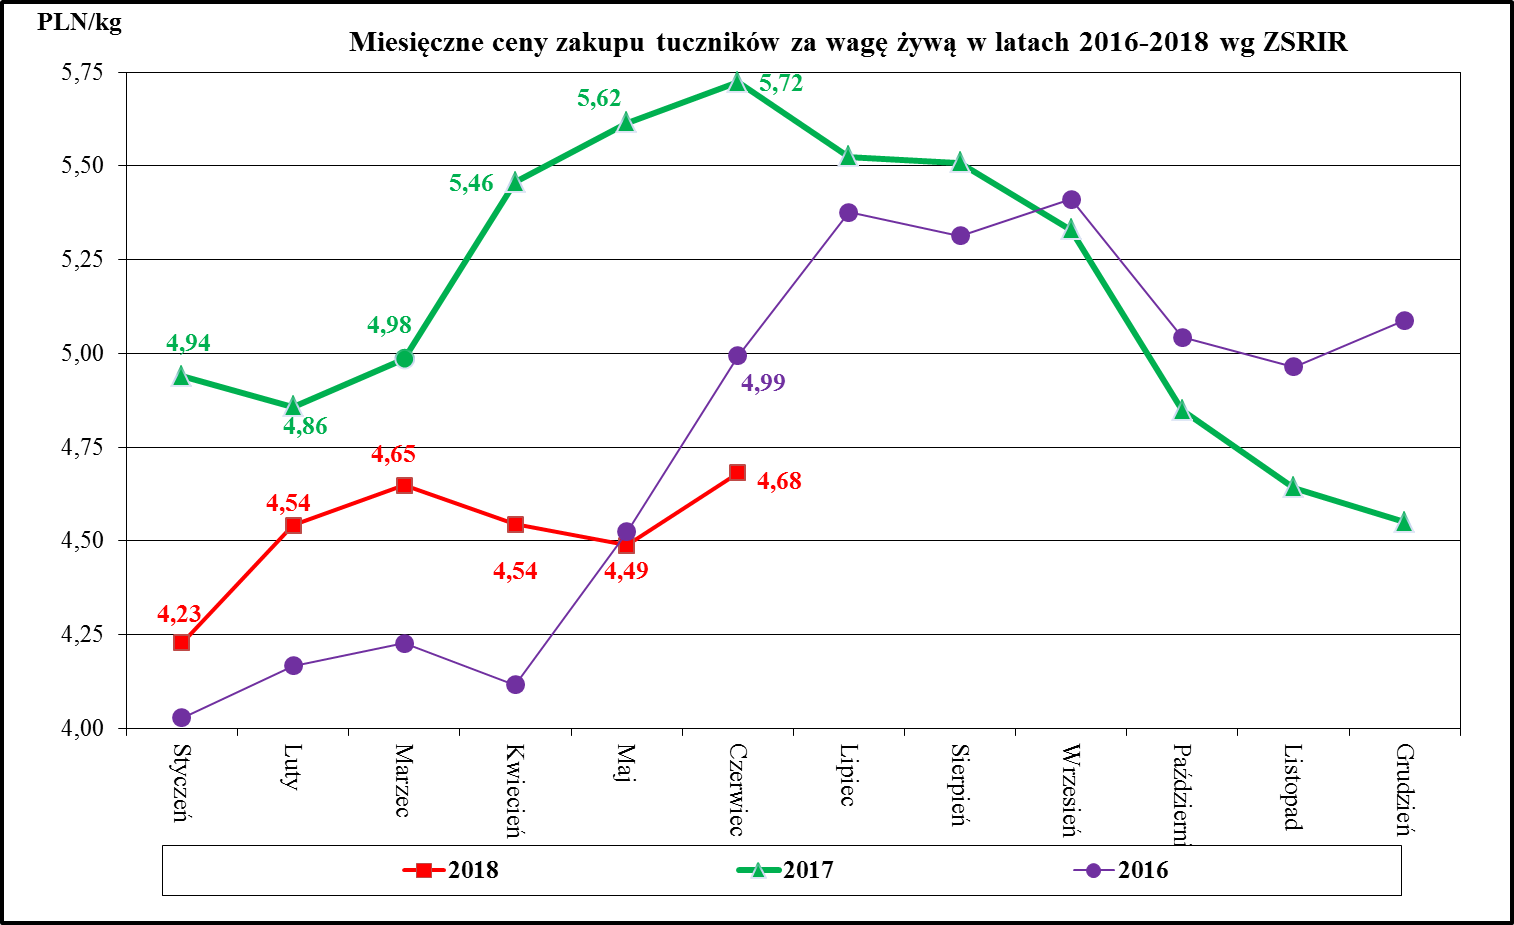 PLN/kg
Miesięczne ceny zakupu tuczników za wagę żywą w latach 2016-2018 wg ZSRIR
5,75
5,50
5,25
5,00
4,75
4,50
4,25
4,00
5,72
5,62
5,46
4,98
4,94
4,86
4,99
4,65
4,68
4,54
4,54
4,49
4,23
Styczeń
Luty
Marzec
Kwiecień
Maj
Czerwiec
Lipiec
Sierpień
Wrzesień
Październi
Listopad
Grudzień
2018
2017
2016